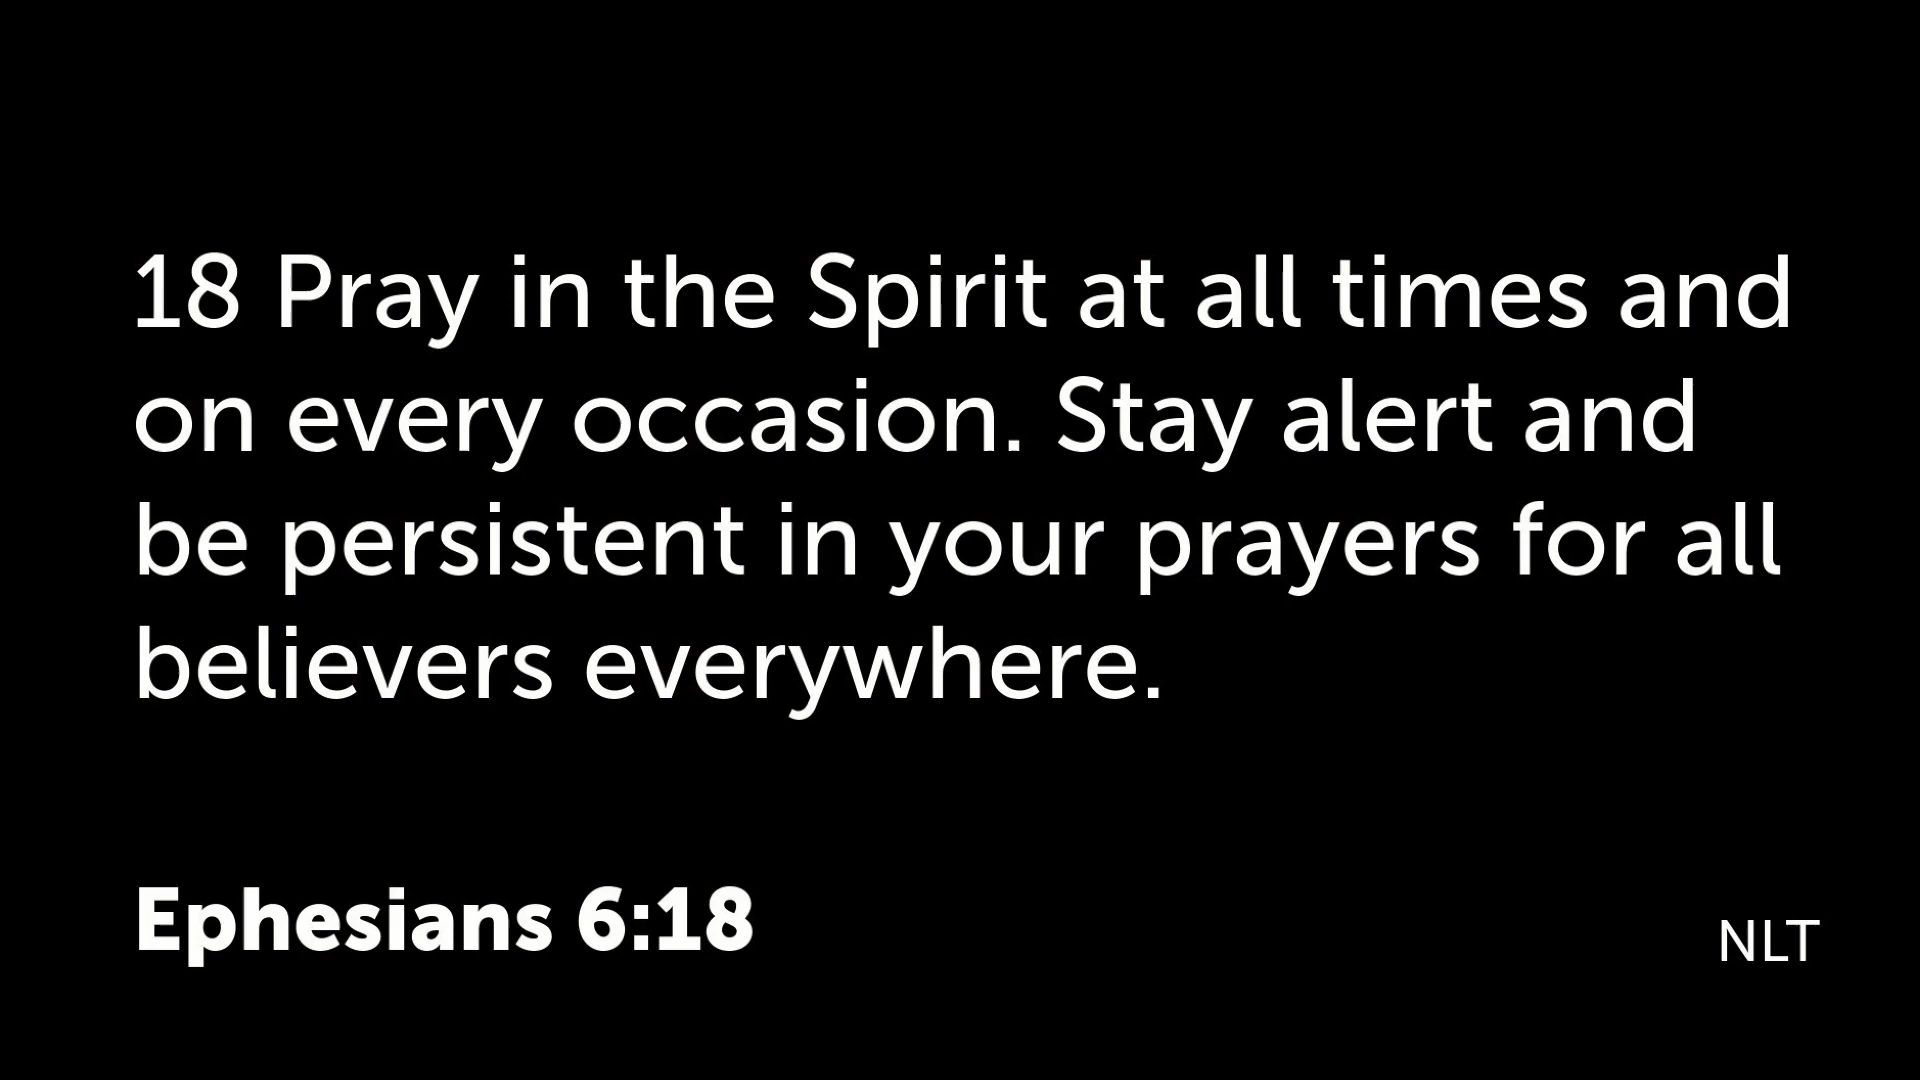 18 Pray in the Spirit at all times and
on every occasion. Stay alert and
be persistent in your prayers for all
believers everywhere.
Ephesians 6:18
NLT